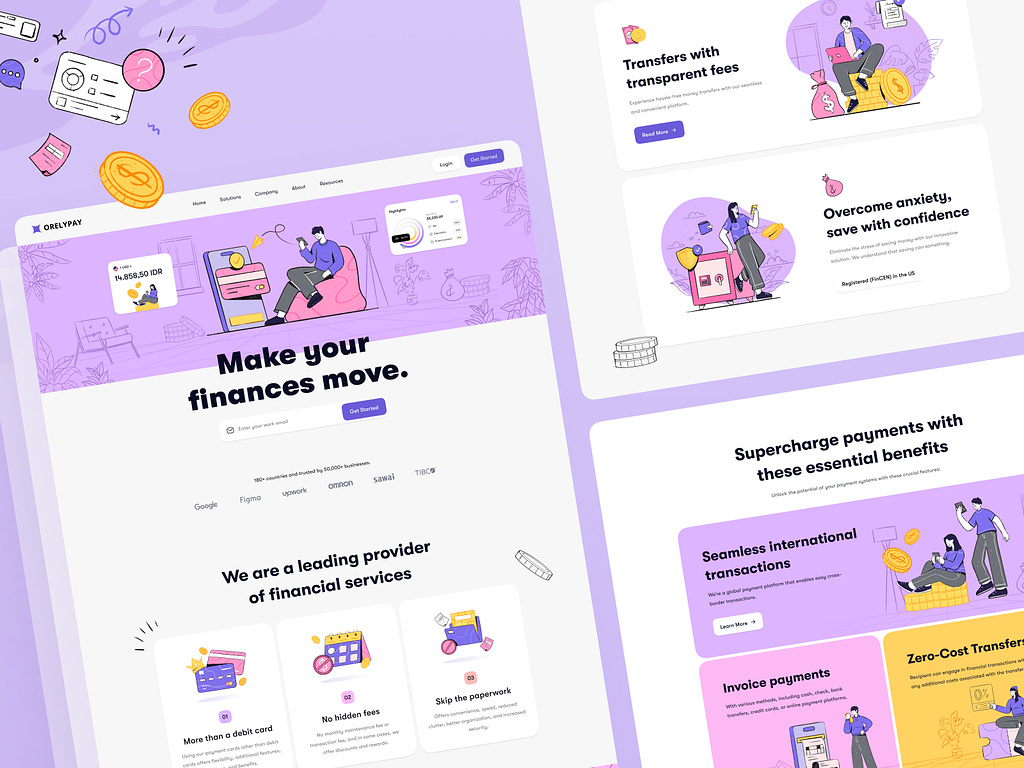 ORELYPAY
Home
Solutions
Company
About
Resources
Login
Get Started
14.858,50 IDR
Highlights
Make your
finances move.
Enter your work email
Get Started
180+ countries and trusted by 50,000+ businesses.
Google
Figma
upwork
OMRON
sawai
TIBCO
We are a leading provider
of financial services
01
More than a debit card
Using our payment cards other than debit
cards offers flexibility; additional features,
and benefits.
02
No hidden fees
No monthly maintenance fee or
transaction fee, and in some cases, we
offer discounts and rewards.
03
Skip the paperwork
Offers convenience, speed, reduced
clutter, better organization, and increased
security.
Transfers with
transparent fees
Experience hassle-free money transfers with our seamless
and convenient platform.
Read More →
Overcome anxiety,
save with confidence
Eliminate the stress of saving money with our innovative
solution. We understand that saving can something.
Registered (FinCEN) in the US
Supercharge payments with
these essential benefits
Unlock the potential of your payment systems with these crucial features:
Seamless international
transactions
We're a global payment platform that enables easy cross-
border transactions.
Learn More →
Invoice payments
With various methods, including cash, check, bank
transfers, credit cards, or online payment platforms.
Zero-Cost Transfers
Recipient can engage in financial transactions
any additional costs associated with the transfer
0%